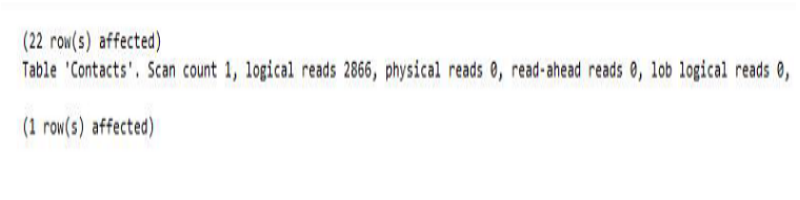 (22 row(s) affected)
Table 'Contacts'. Scan count 1, logical reads 2866, physical reads 0, read-ahead reads 0, lob logical reads 0,
(1 row(s) affected)